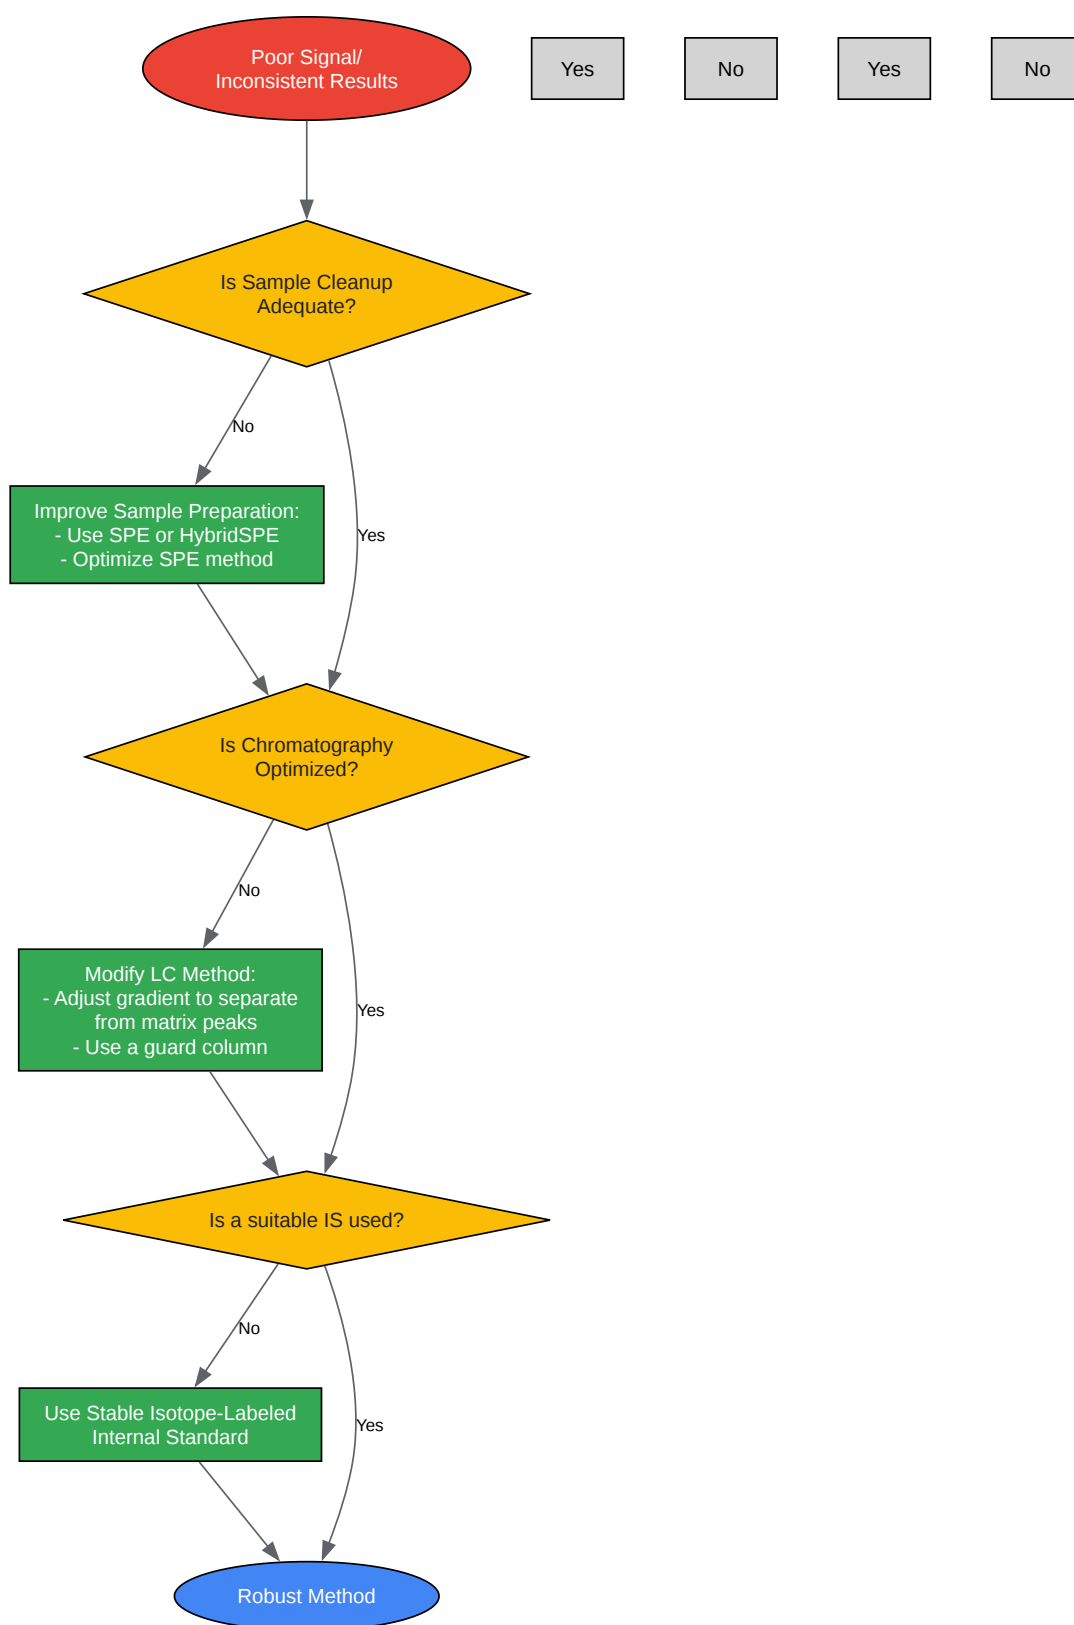 Poor Signal/
Inconsistent Results
Yes
No
Yes
No
Is Sample Cleanup
Adequate?
No
Improve Sample Preparation:
- Use SPE or HybridSPE
- Optimize SPE method
Yes
Is Chromatography
Optimized?
No
Modify LC Method:
- Adjust gradient to separate
from matrix peaks
- Use a guard column
Yes
Is a suitable IS used?
No
Use Stable Isotope-Labeled
Internal Standard
Yes
Robust Method